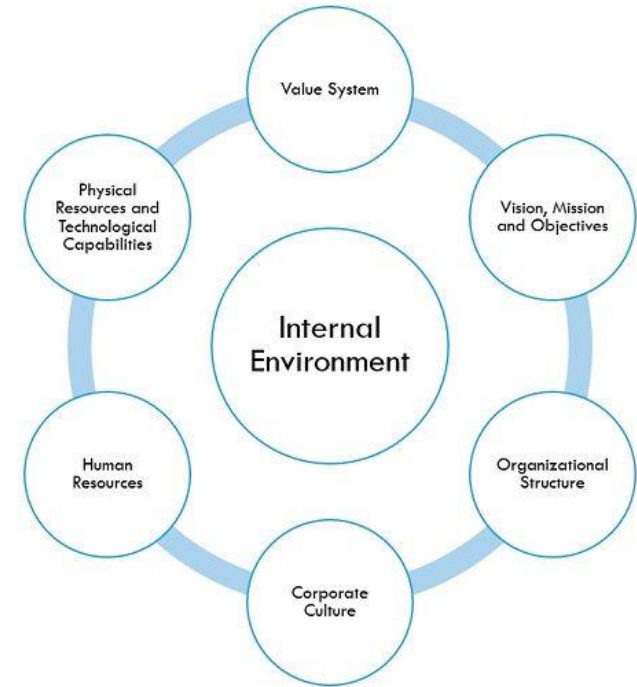 Value System
Vision, Mission
and Objectives
Organizational
Structure
Corporate
Culture
Human
Resources
Physical
Resources and
Technological
Capabilities
Internal
Environment